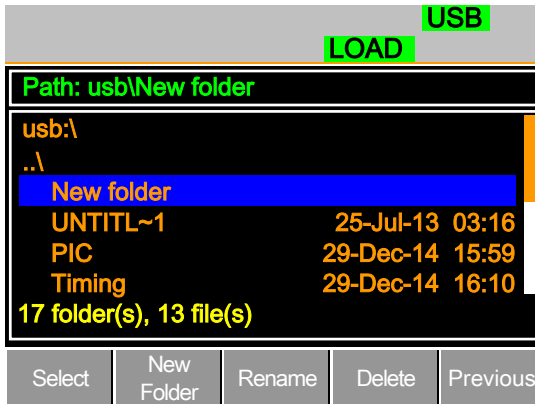 USB
LOAD
Path: usb\New folder
usb:\
..\
New folder
UNTITL~1 25-Jul-13 03:16
PIC 29-Dec-14 15:59
Timing 29-Dec-14 16:10
17 folder(s), 13 file(s)
Select New Folder Rename Delete Previous